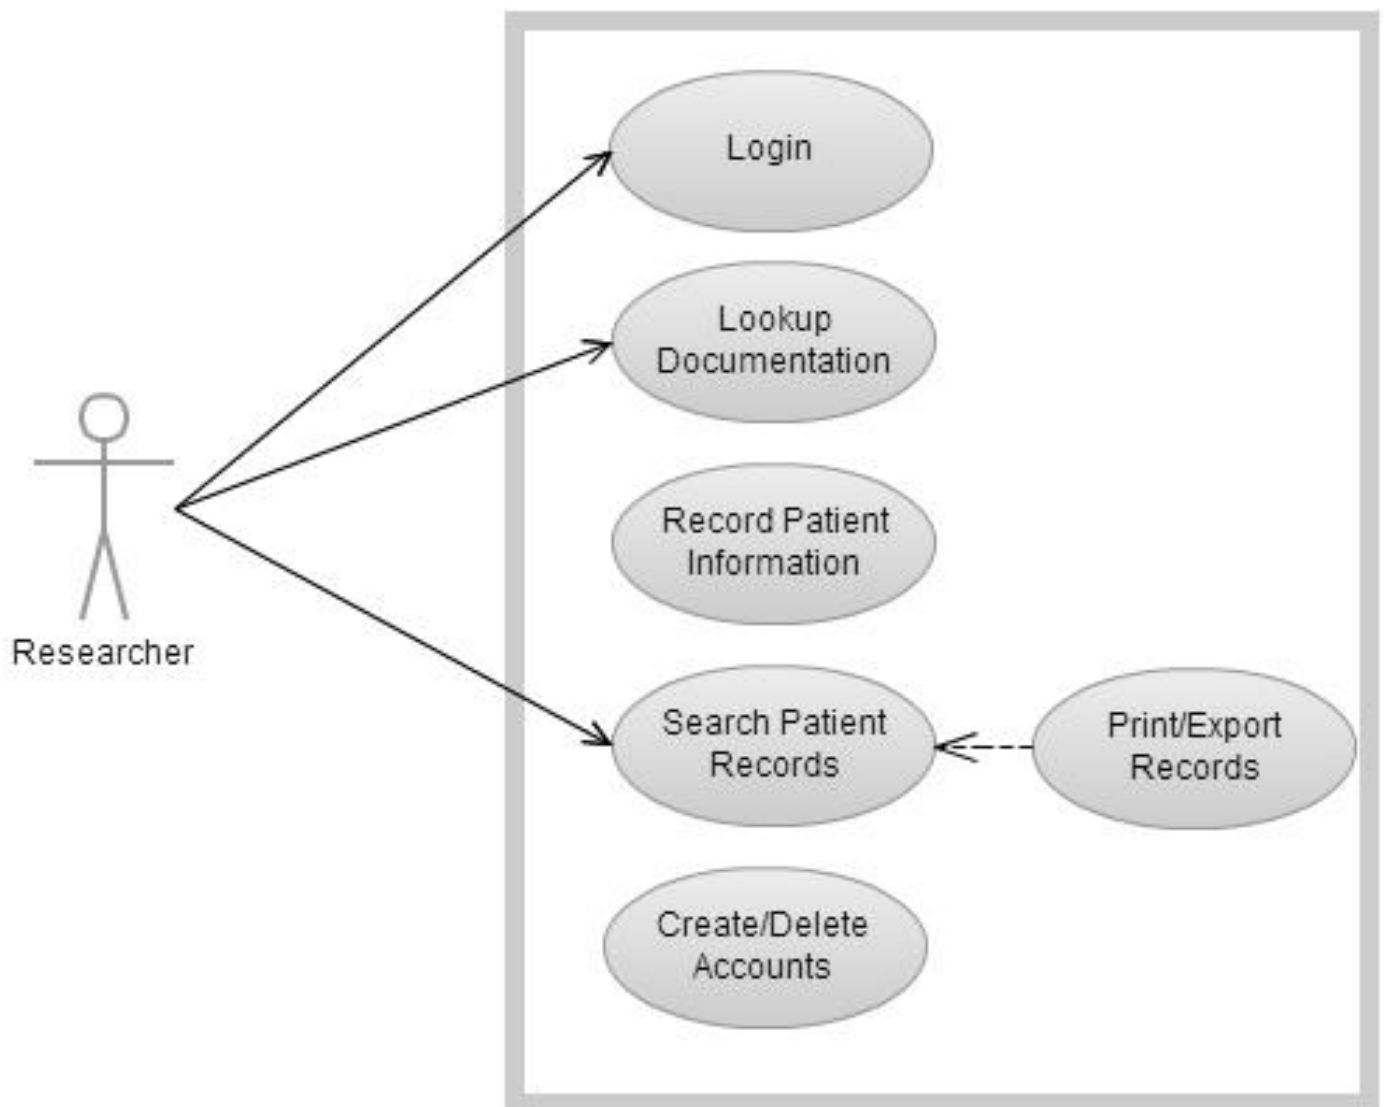 Login
Lookup
Documentation
Record Patient
Information
Researcher
Search Patient
Records
Print/Export
Records
Create/Delete
Accounts